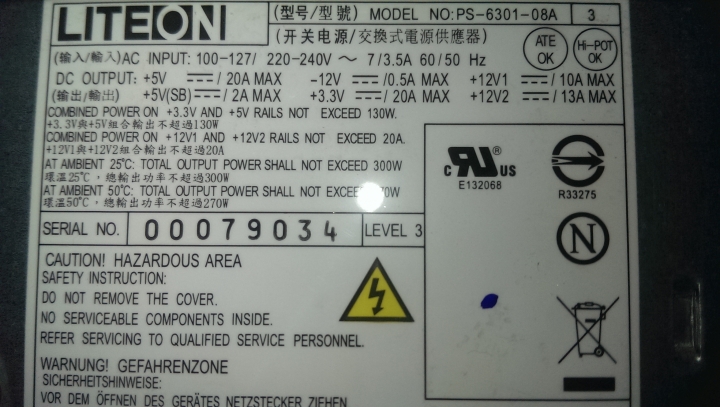 LITEON
(型号/型號) MODEL NO:PS-6301-08A 3
(开关电源/交換式電源供應器)
ATE OK
Hi-POT OK
(输入/輸入)AC INPUT: 100-127/ 220-240V ~ 7/3.5A 60/50 Hz
DC OUTPUT: +5V ⎓/ 20A MAX -12V ⎓/0.5A MAX +12V1 ⎓/ 10A MAX
(输出/輸出) +5V(SB)⎓/ 2A MAX +3.3V ⎓/ 20A MAX +12V2 ⎓/ 13A MAX
COMBINED POWER ON +3.3V AND +5V RAILS NOT EXCEED 130W.
+3.3V與+5V組合輸出不超過130W
COMBINED POWER ON +12V1 AND +12V2 RAILS NOT EXCEED 20A.
+12V1與+12V2組合輸出不超過20A
AT AMBIENT 25°C: TOTAL OUTPUT POWER SHALL NOT EXCEED 300W
環溫25°C，總輸出功率不超過300W
AT AMBIENT 50°C: TOTAL OUTPUT POWER SHALL NOT 70W
環溫50°C，總輸出功率不超過270W
SERIAL NO. 00079034 LEVEL 3
c RU ® US
E132068
R33275
N
CAUTION! HAZARDOUS AREA
SAFETY INSTRUCTION:
DO NOT REMOVE THE COVER.
NO SERVICEABLE COMPONENTS INSIDE.
REFER SERVICING TO QUALIFIED SERVICE PERSONNEL.
WARNUNG! GEFAHRENZONE
SICHERHEITSHINWEISE:
VOR DEM ÖFFNEN DES GERÄTES NETZSTECKER ZIEHEN